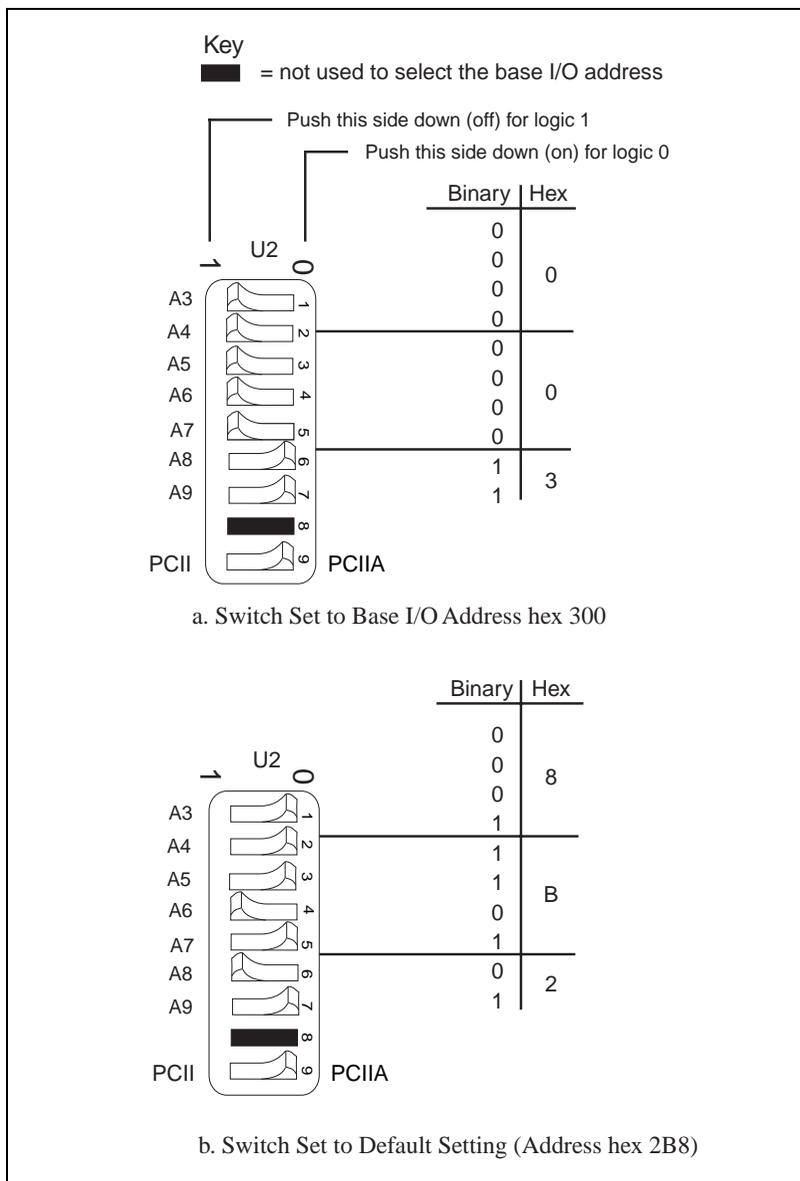 Key
= not used to select the base I/O address
Push this side down (off) for logic 1
Push this side down (on) for logic 0
Binary Hex
U2
1 0
0
0
0
0
0
A3 1
A4 2
A5 3
A6 4
A7 5
A8 6
A9 7
8
PCII 9 PCIIA
0
0
0
0
0
1
1
3
a. Switch Set to Base I/O Address hex 300
Binary Hex
U2
1 0
0
0
0
1
8
A3 1
A4 2
A5 3
A6 4
A7 5
A8 6
A9 7
8
PCII 9 PCIIA
1
1
0
1
B
0
1
2
b. Switch Set to Default Setting (Address hex 2B8)